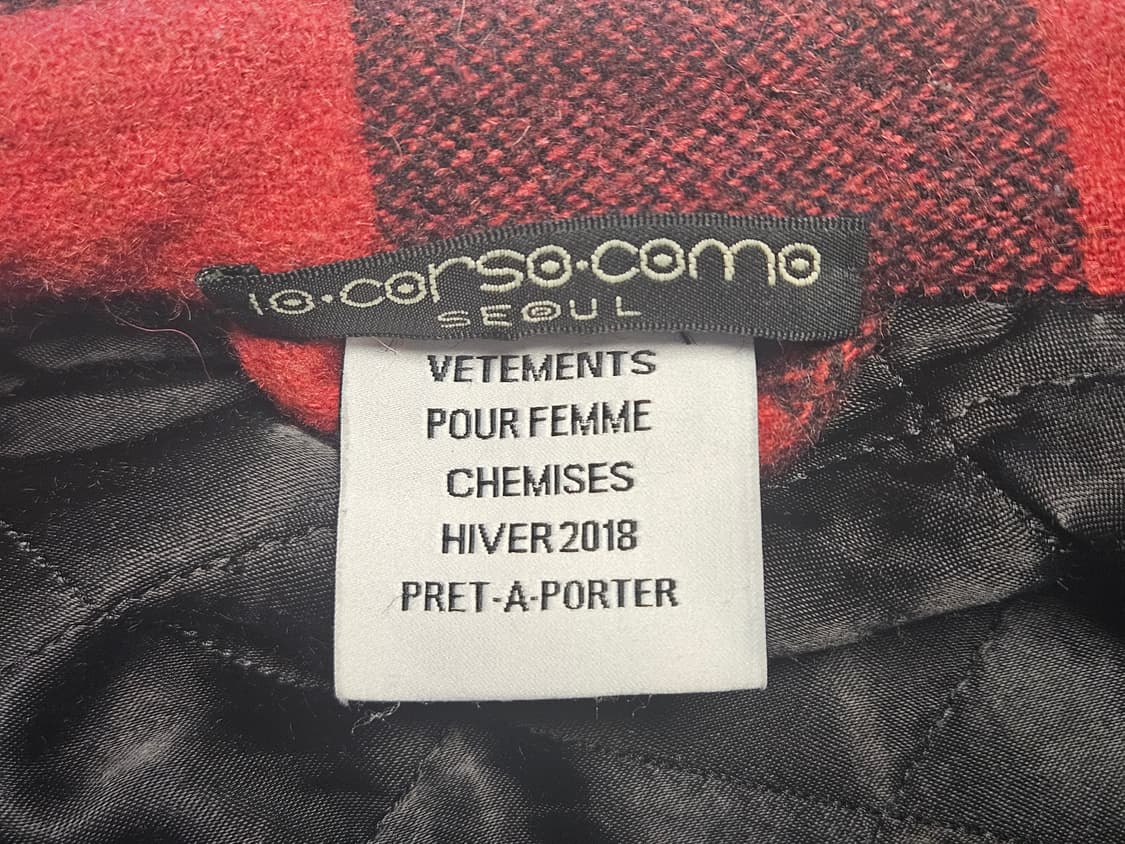 10·corso·como
SEOUL
VETEMENTS
POUR FEMME
CHEMISES
HIVER 2018
PRET-A-PORTER